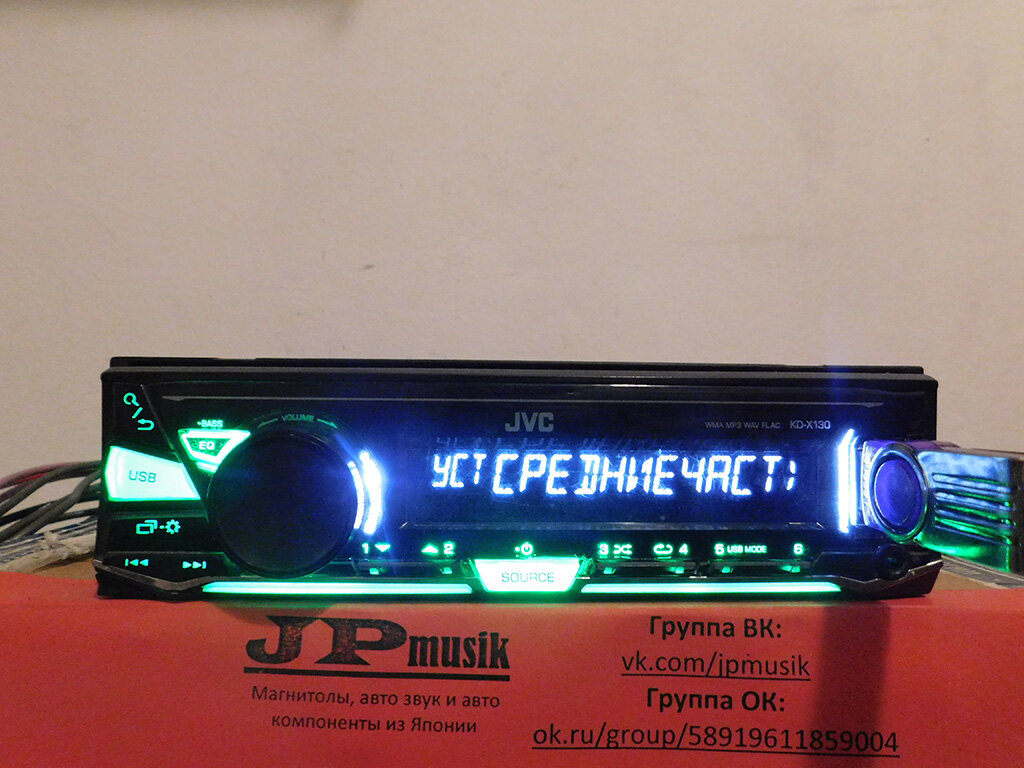 JVC
WMA MP3 WAV FLAC KD-X130
VOLUME
•BASS
EQ
USB
УСТ СРЕДНИЕЧАСТ
1
2
3
4
5 USB MODE
6
SOURCE
JPmusik
Магнитолы, авто звук и авто
компоненты из Японии
Группа ВК:
vk.com/jpmusik
Группа ОК:
ok.ru/group/58919611859004